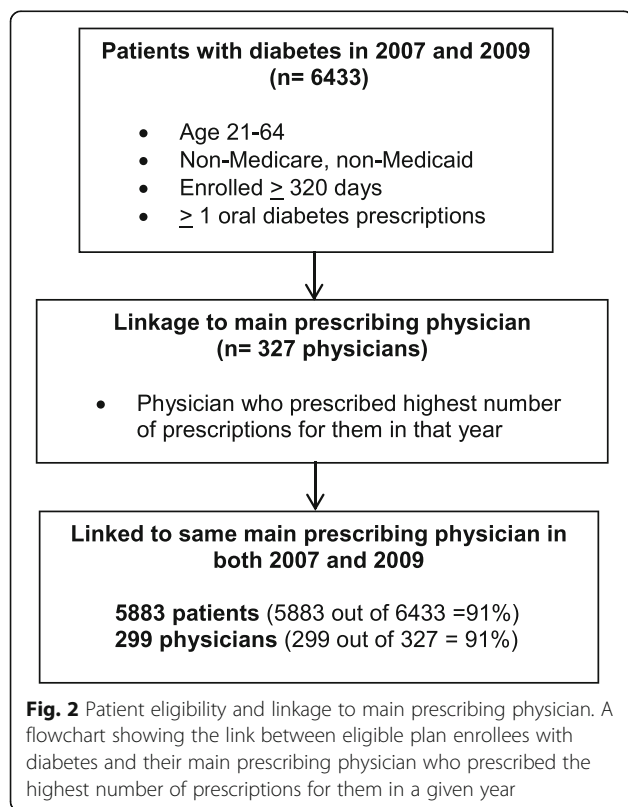 Patients with diabetes in 2007 and 2009
(n= 6433)
• Age 21-64
• Non-Medicare, non-Medicaid
• Enrolled ≥ 320 days
• ≥ 1 oral diabetes prescriptions
Linkage to main prescribing physician
(n= 327 physicians)
• Physician who prescribed highest number
of prescriptions for them in that year
Linked to same main prescribing physician in
both 2007 and 2009
5883 patients (5883 out of 6433 =91%)
299 physicians (299 out of 327 = 91%)
Fig. 2 Patient eligibility and linkage to main prescribing physician. A
flowchart showing the link between eligible plan enrollees with
diabetes and their main prescribing physician who prescribed the
highest number of prescriptions for them in a given year